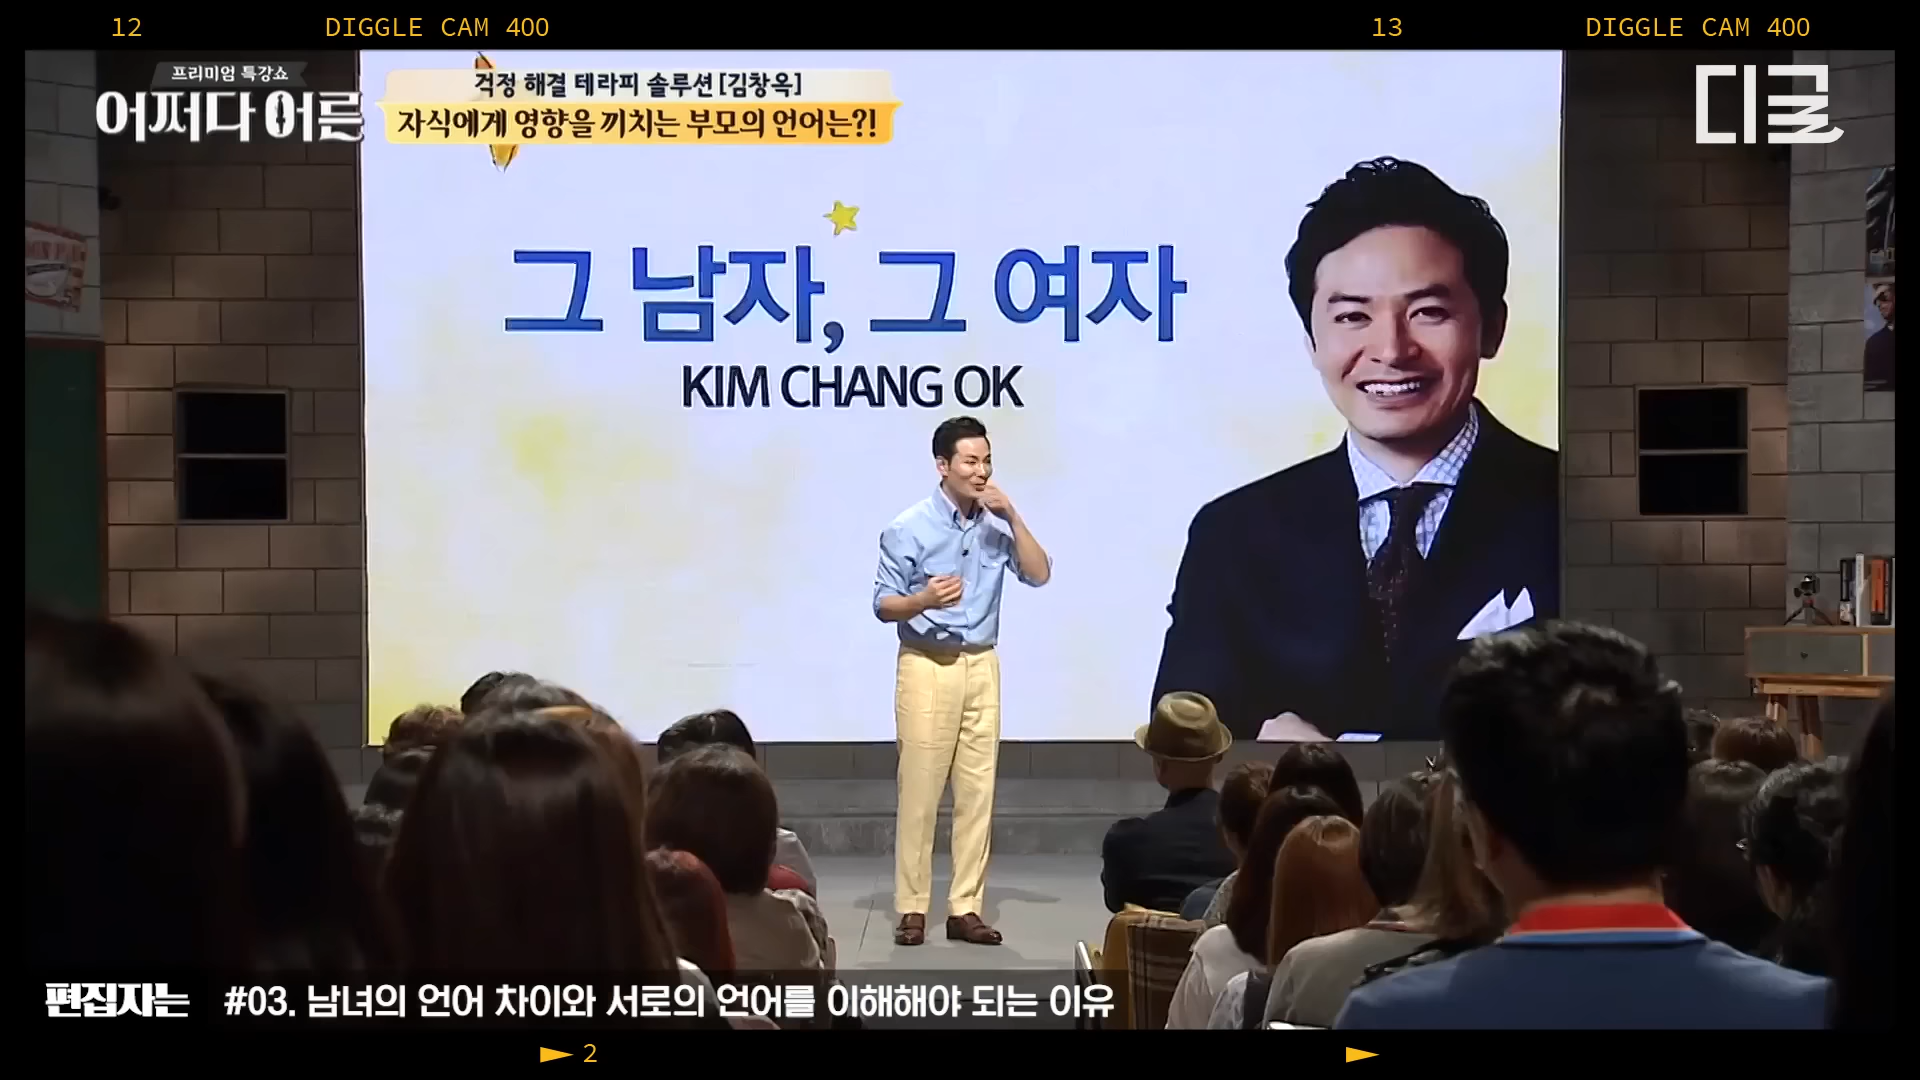 12 DIGGLE CAM 400 13 DIGGLE CAM 400
프리미엄 특강쇼
어쩌다 어른
걱정 해결 테라피 솔루션 [김창옥]
자식에게 영향을 끼치는 부모의 언어는?!
디글
그 남자, 그 여자
KIM CHANG OK
편집자는 #03. 남녀의 언어 차이와 서로의 언어를 이해해야 되는 이유
2